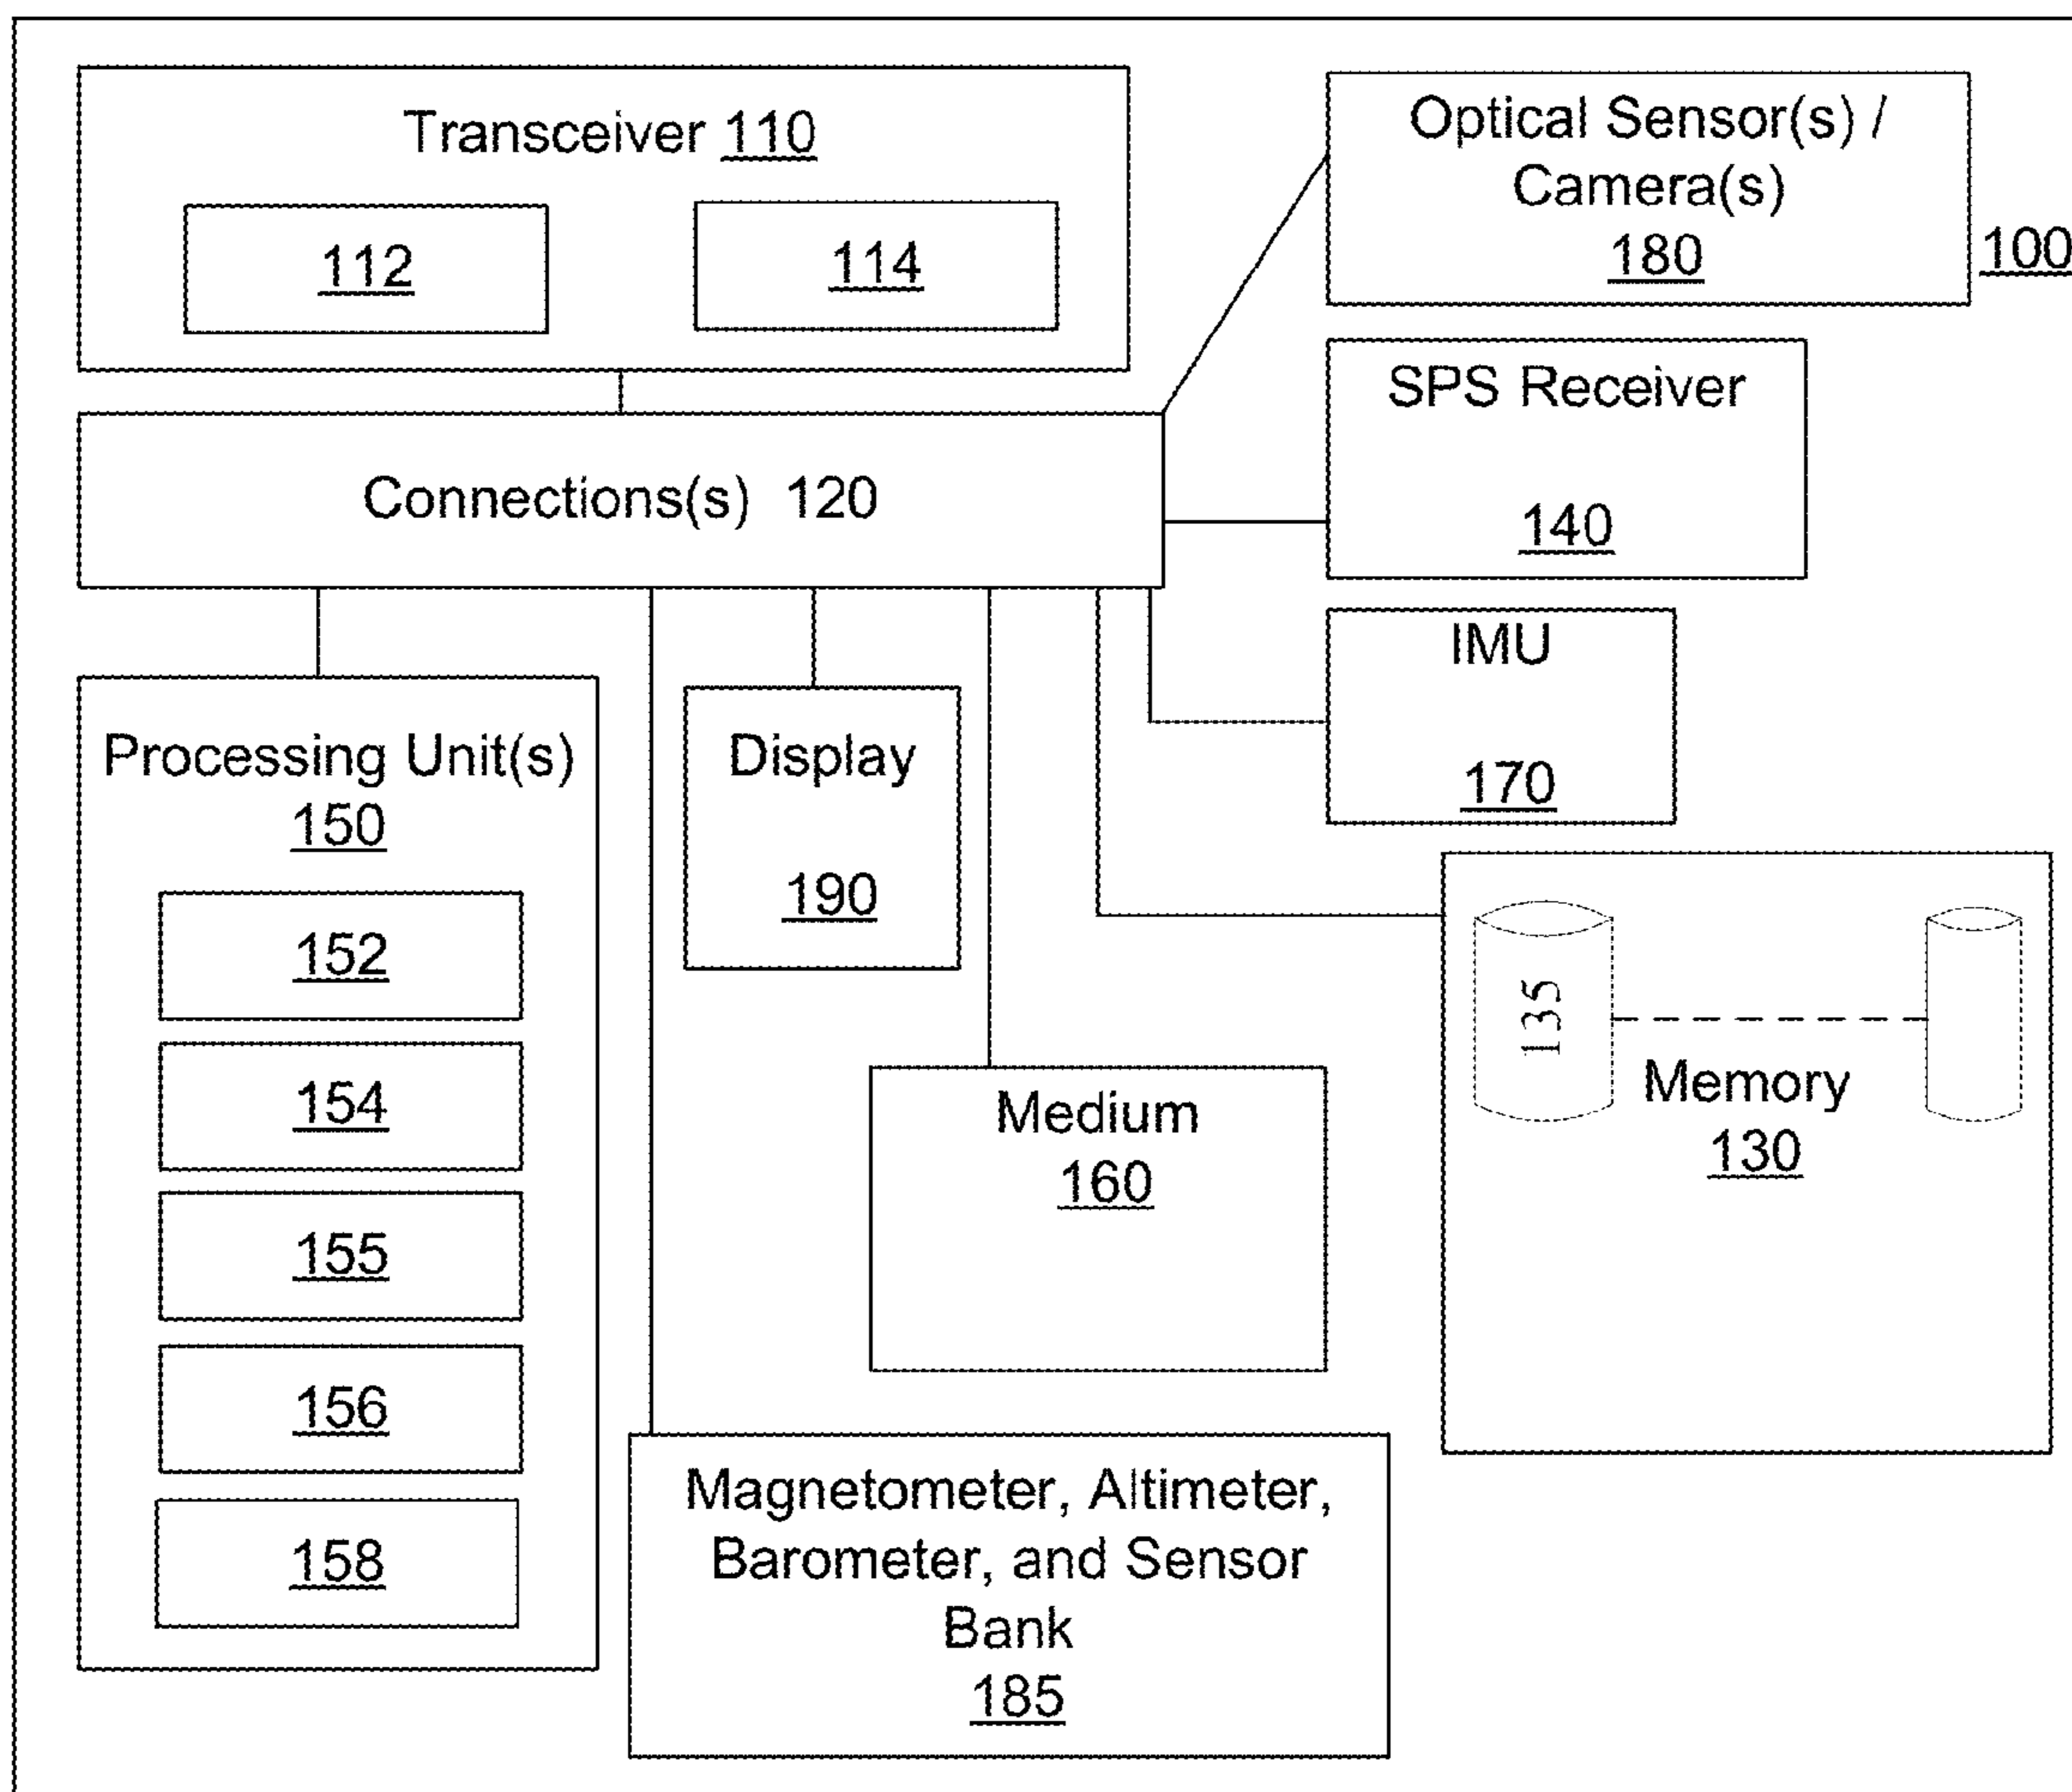 Transceiver 110
112
114
Optical Sensor(s) /
Camera(s)
180
100
Connections(s) 120
SPS Receiver
140
IMU
170
Processing Unit(s)
150
152
154
155
156
158
Display
190
Medium
160
135
Memory
130
Magnetometer, Altimeter,
Barometer, and Sensor
Bank
185